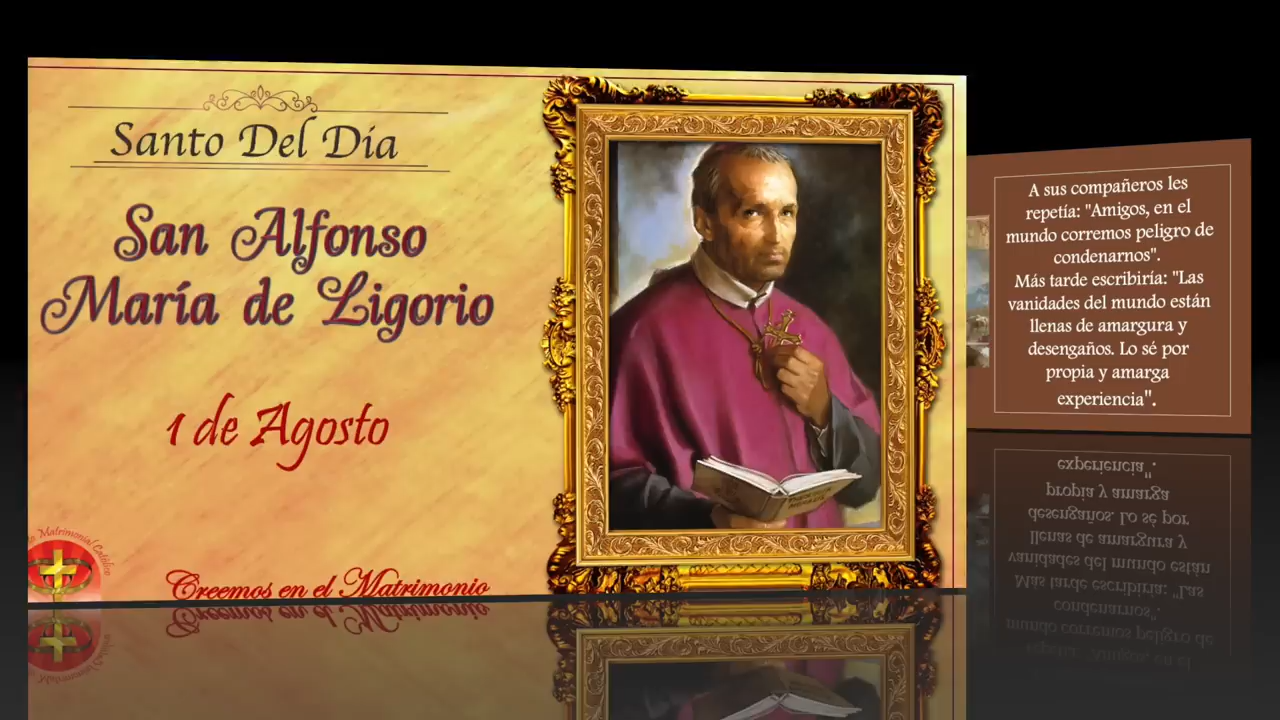 Santo Del Día
San Alfonso
María de Ligorio
1 de Agosto
Matrimonial Católico
Creemos en el Matrimonio
A sus compañeros les
repetía: "Amigos, en el
mundo corremos peligro de
condenarnos".
Más tarde escribiría: "Las
vanidades del mundo están
llenas de amargura y
desengaños. Lo sé por
propia y amarga
experiencia".